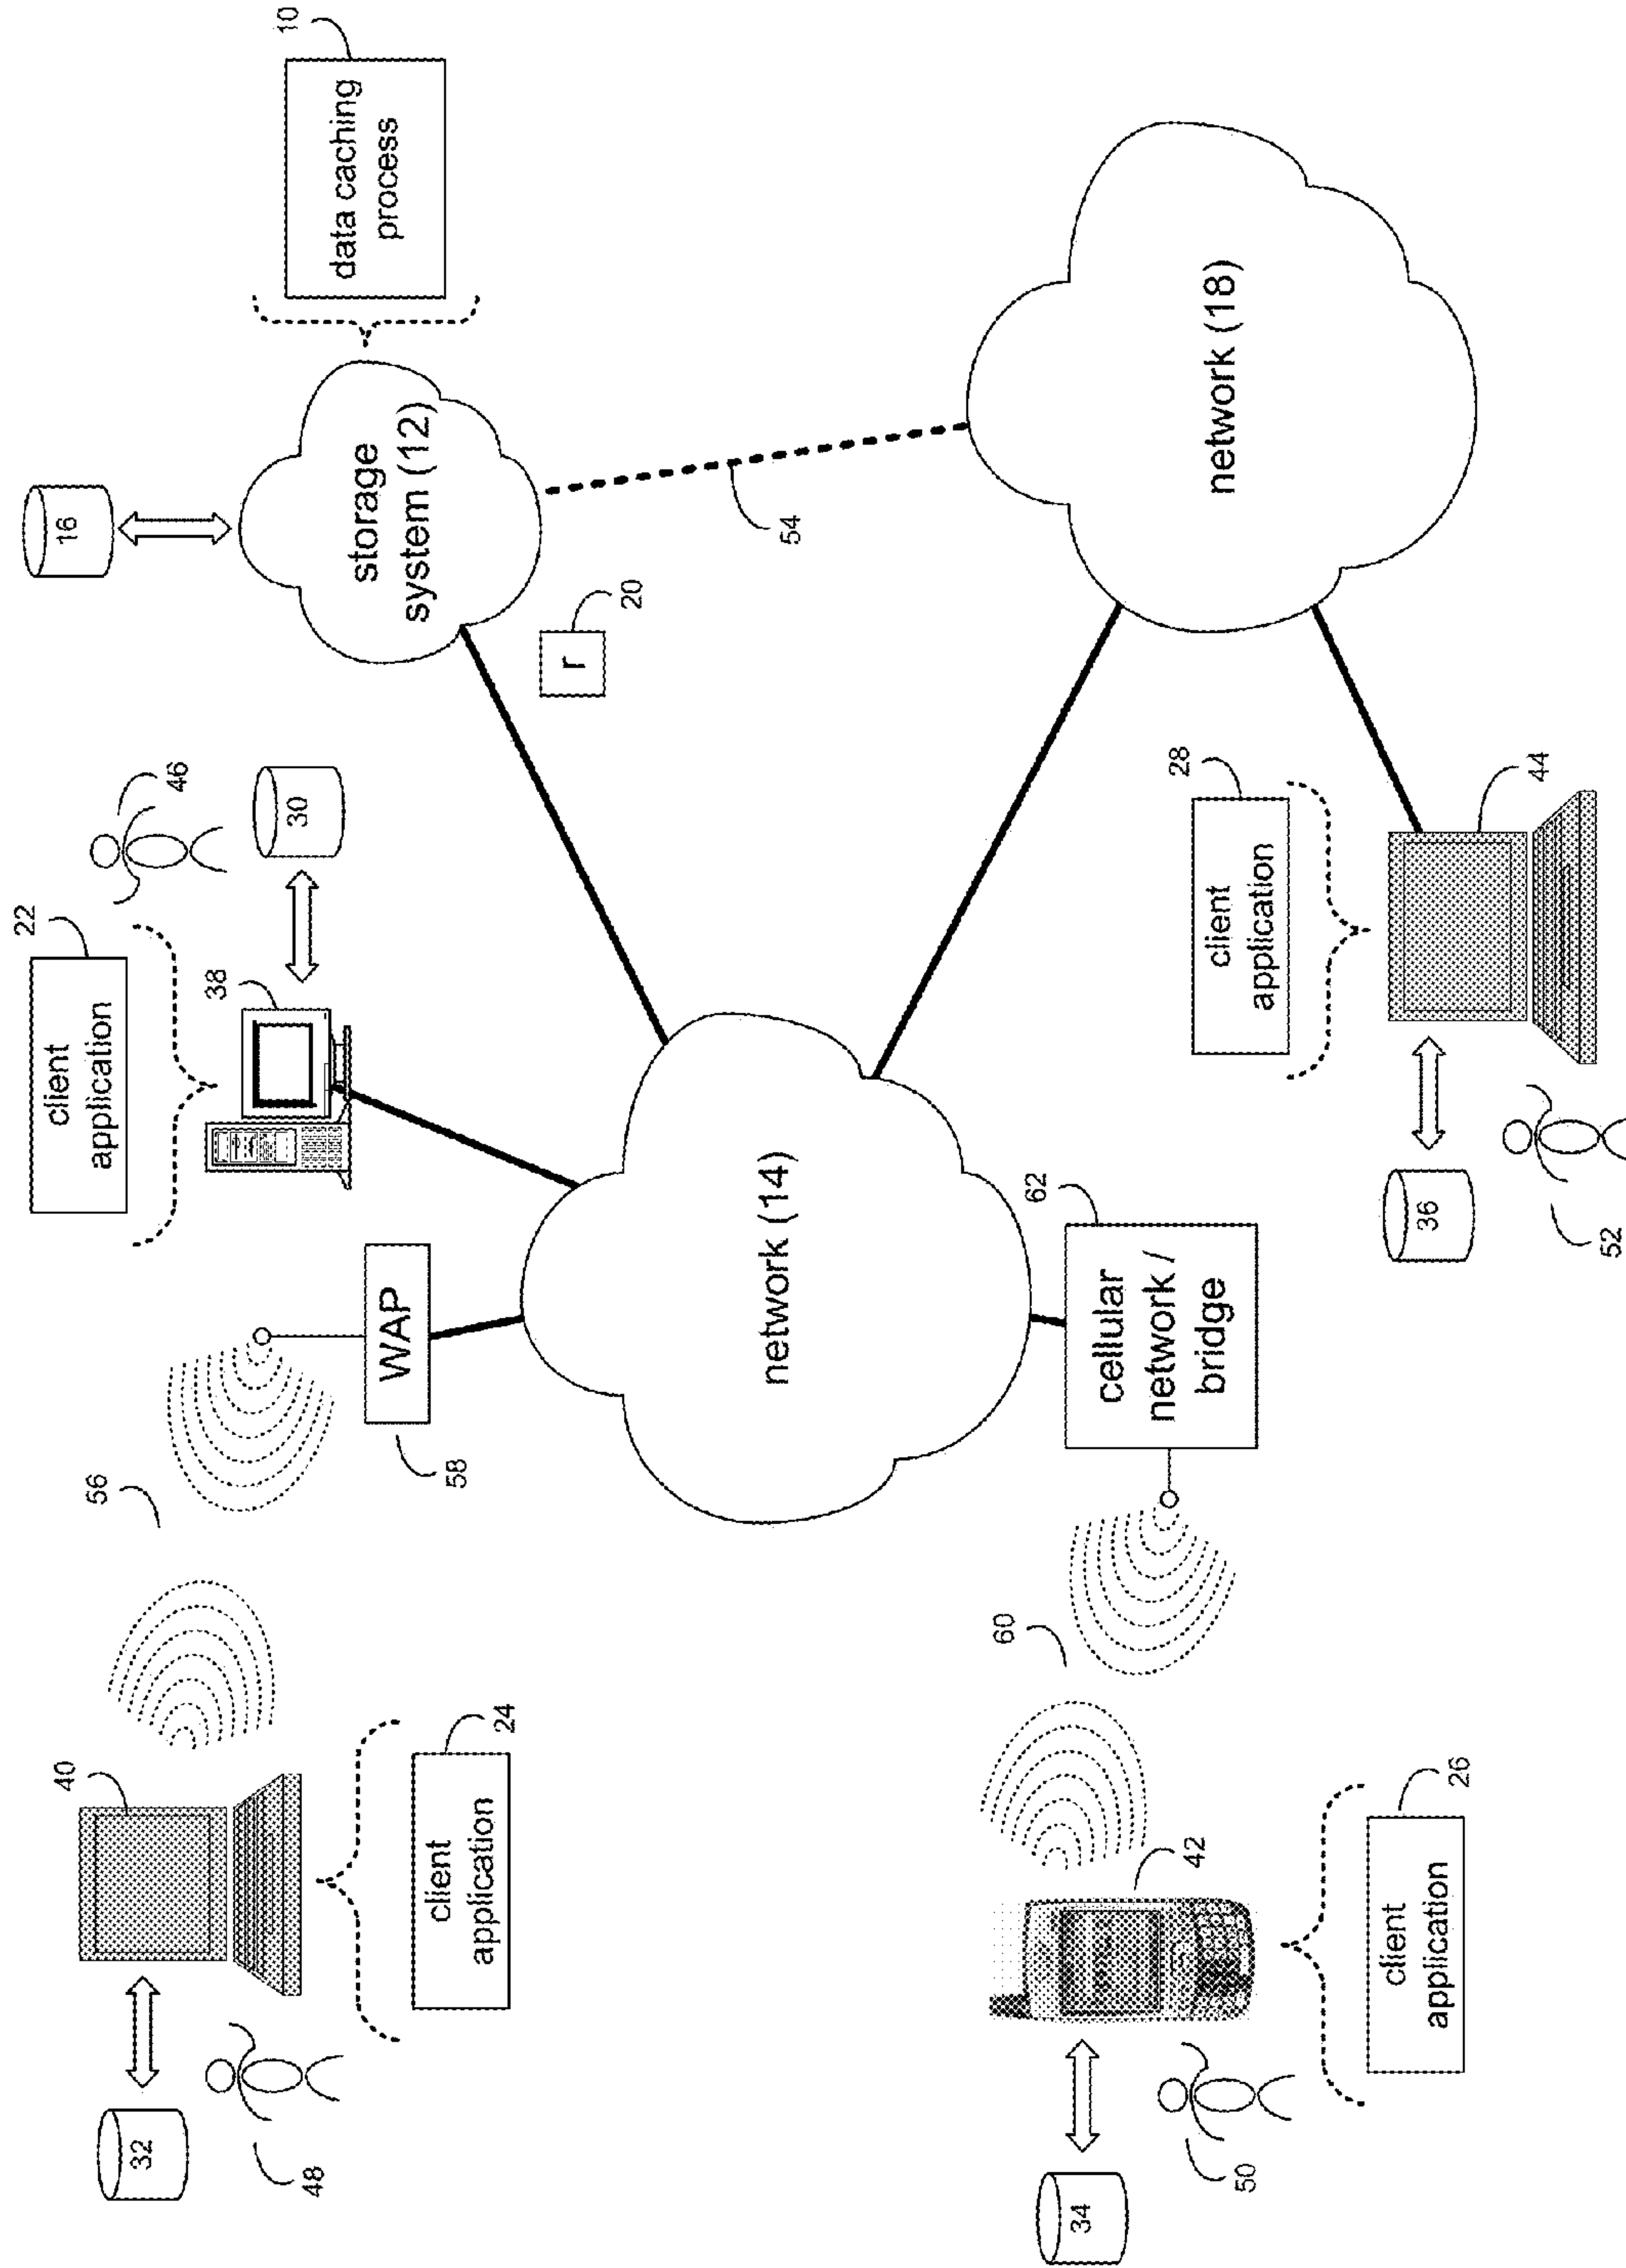 32
48
40
client
application
24
56
WAP
58
client
application
22
38
46
30
16
storage
system (12)
data caching
process
10
r
20
54
network (14)
network (18)
34
50
42
client
application
26
60
cellular
network /
bridge
62
36
52
client
application
28
44